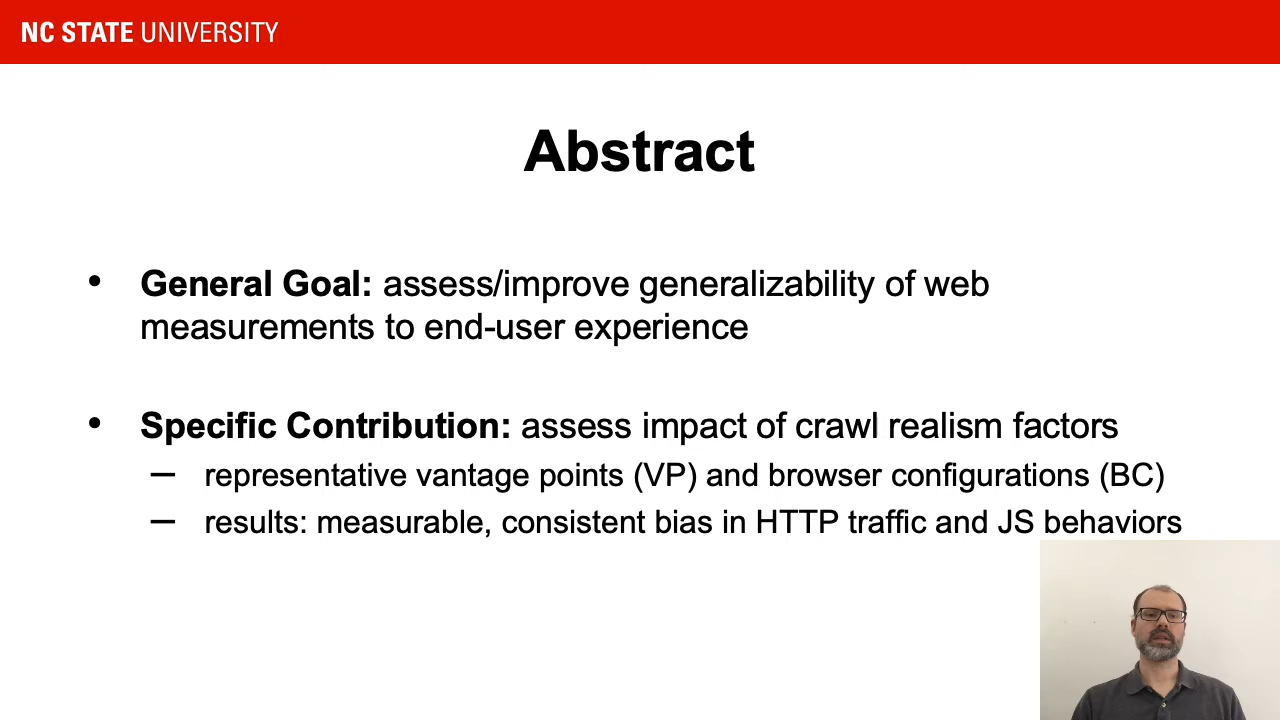 NC STATE UNIVERSITY
Abstract
• General Goal: assess/improve generalizability of web
measurements to end-user experience
• Specific Contribution: assess impact of crawl realism factors
– representative vantage points (VP) and browser configurations (BC)
– results: measurable, consistent bias in HTTP traffic and JS behaviors